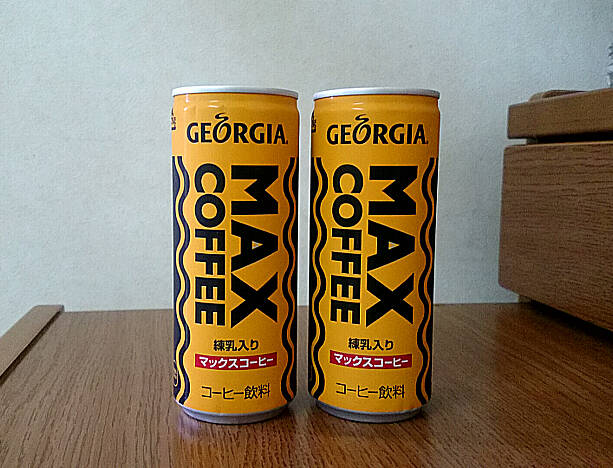 GEORGIA
MAX
COFFEE
練乳入り
マックスコーヒー
コーヒー飲料
GEORGIA
MAX
COFFEE
練乳入り
マックスコーヒー
コーヒー飲料